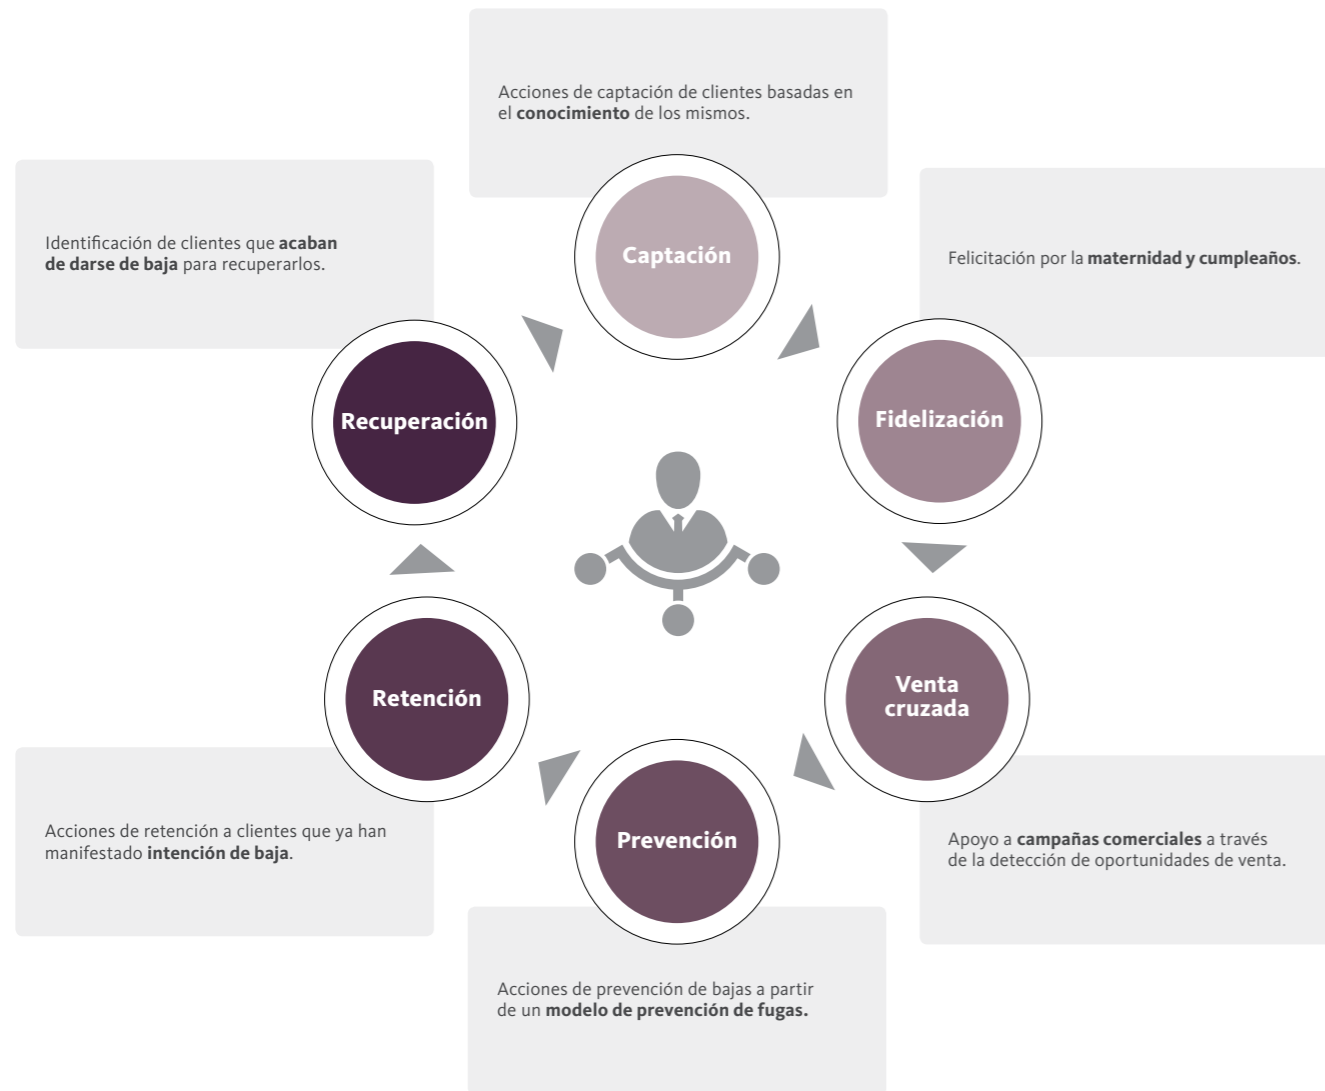 Acciones de captación de clientes basadas en
el conocimiento de los mismos.
Captación
Felicitación por la maternidad y cumpleaños.
Fidelización
Venta
cruzada
Apoyo a campañas comerciales a través
de la detección de oportunidades de venta.
Prevención
Acciones de prevención de bajas a partir
de un modelo de prevención de fugas.
Retención
Acciones de retención a clientes que ya han
manifestado intención de baja.
Identificación de clientes que acaban
de darse de baja para recuperarlos.
Recuperación